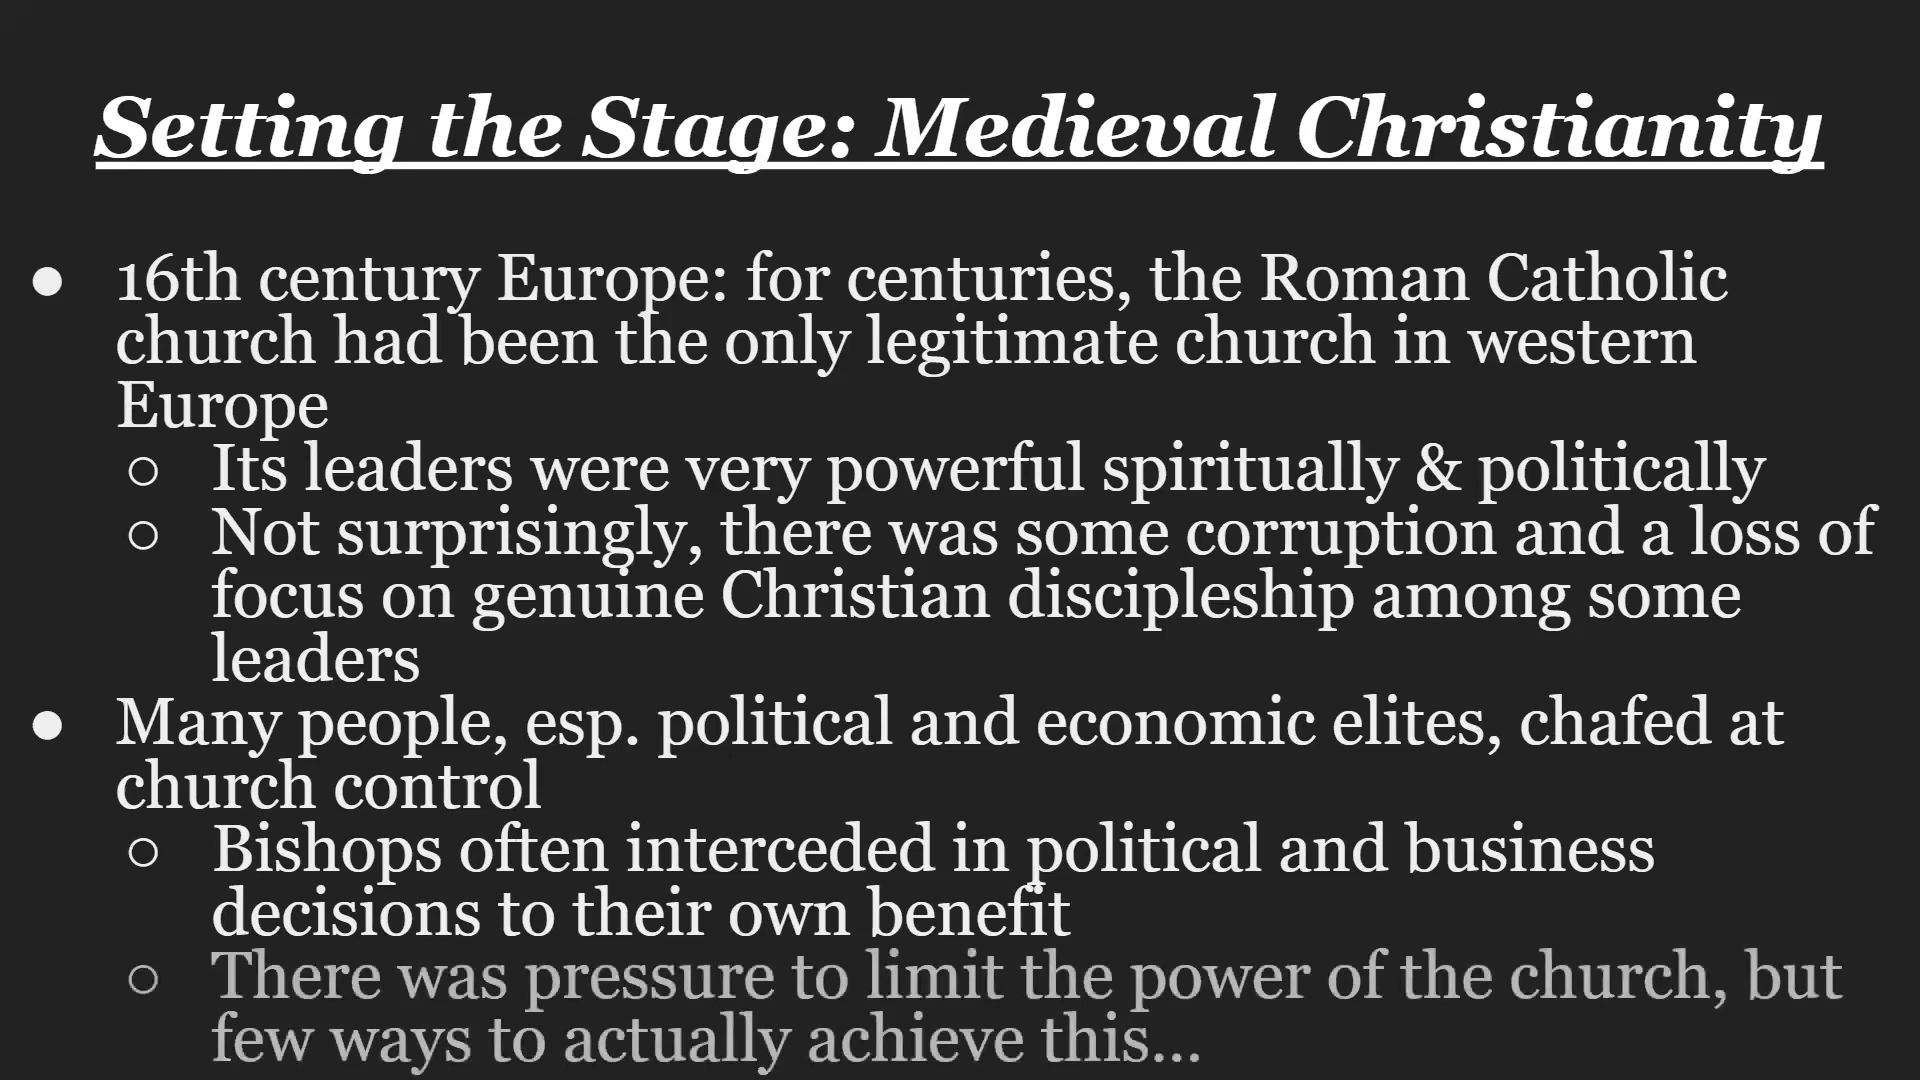 Setting the Stage: Medieval Christianity
● 16th century Europe: for centuries, the Roman Catholic
church had been the only legitimate church in western
Europe
○ Its leaders were very powerful spiritually & politically
○ Not surprisingly, there was some corruption and a loss of
focus on genuine Christian discipleship among some
leaders
● Many people, esp. political and economic elites, chafed at
church control
○ Bishops often interceded in political and business
decisions to their own benefit
○ There was pressure to limit the power of the church, but
few ways to actually achieve this...